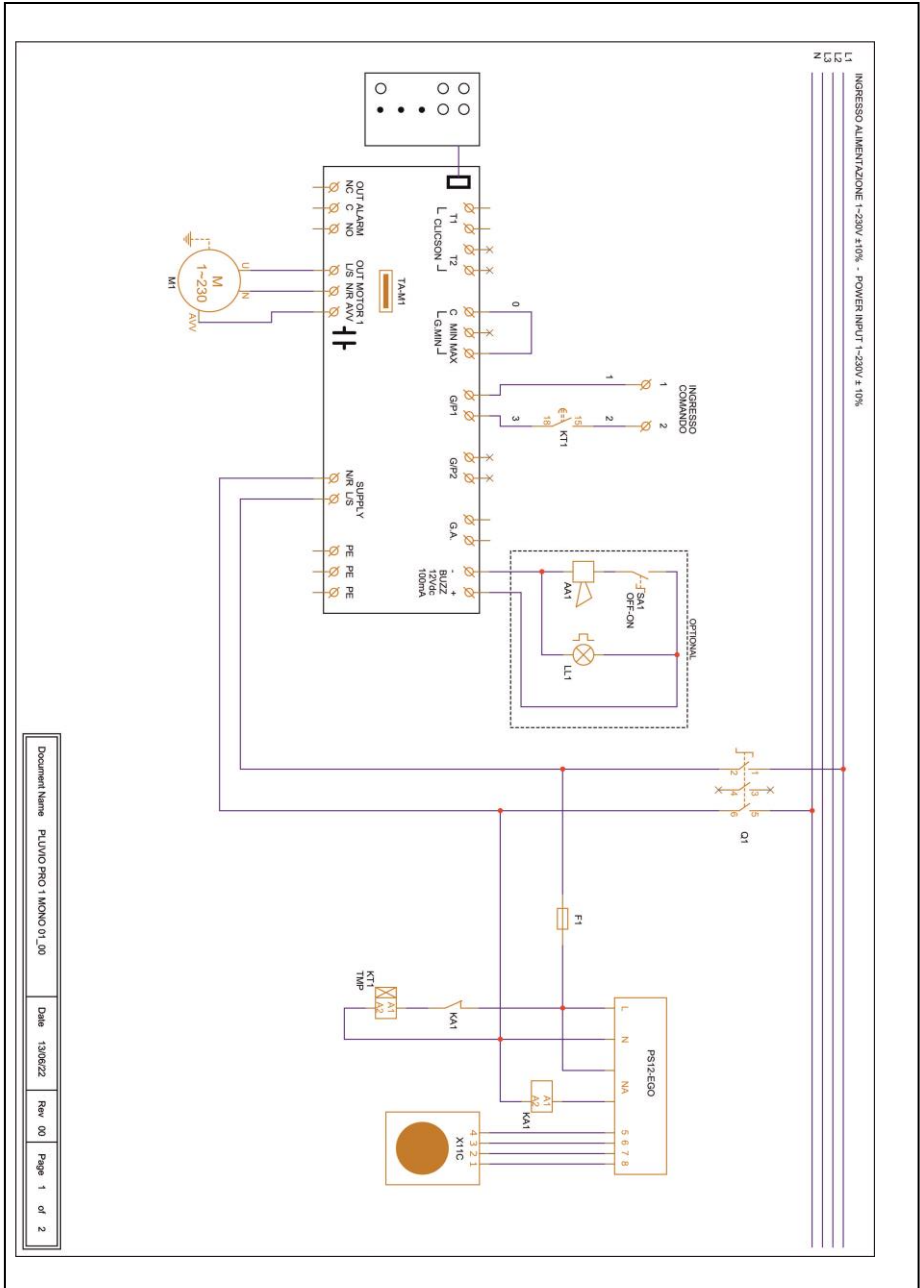 L1
L2
L3
N
INGRESSO ALIMENTAZIONE 1~230V ±10% - POWER INPUT 1~230V ± 10%
Q1
1
3
5
2
4
6
INGRESSO
COMANDO
1
2
1
2
15
KT1
18
3
OPTIONAL
SA1
OFF-ON
AA1
LL1
0
T1
T2
CLICSON
C
MIN
MAX
G.MIN
G/P1
G/P2
G.A.
-
+
BUZZ
12Vdc
100mA
TA-M1
OUT ALARM
NC
C
NO
OUT MOTOR 1
L/S
N/R
AVV
SUPPLY
N/R
L/S
PE
PE
PE
U
N
M
1~230
AVV
M1
F1
PS12-EGO
L
N
NA
5
6
7
8
KA1
A1
A2
KA1
KT1
TMP
A1
A2
4
3
2
1
X11C
Document Name PLUVIO PRO 1 MONO 01_00 Date 13/06/22 Rev 00 Page 1 of 2